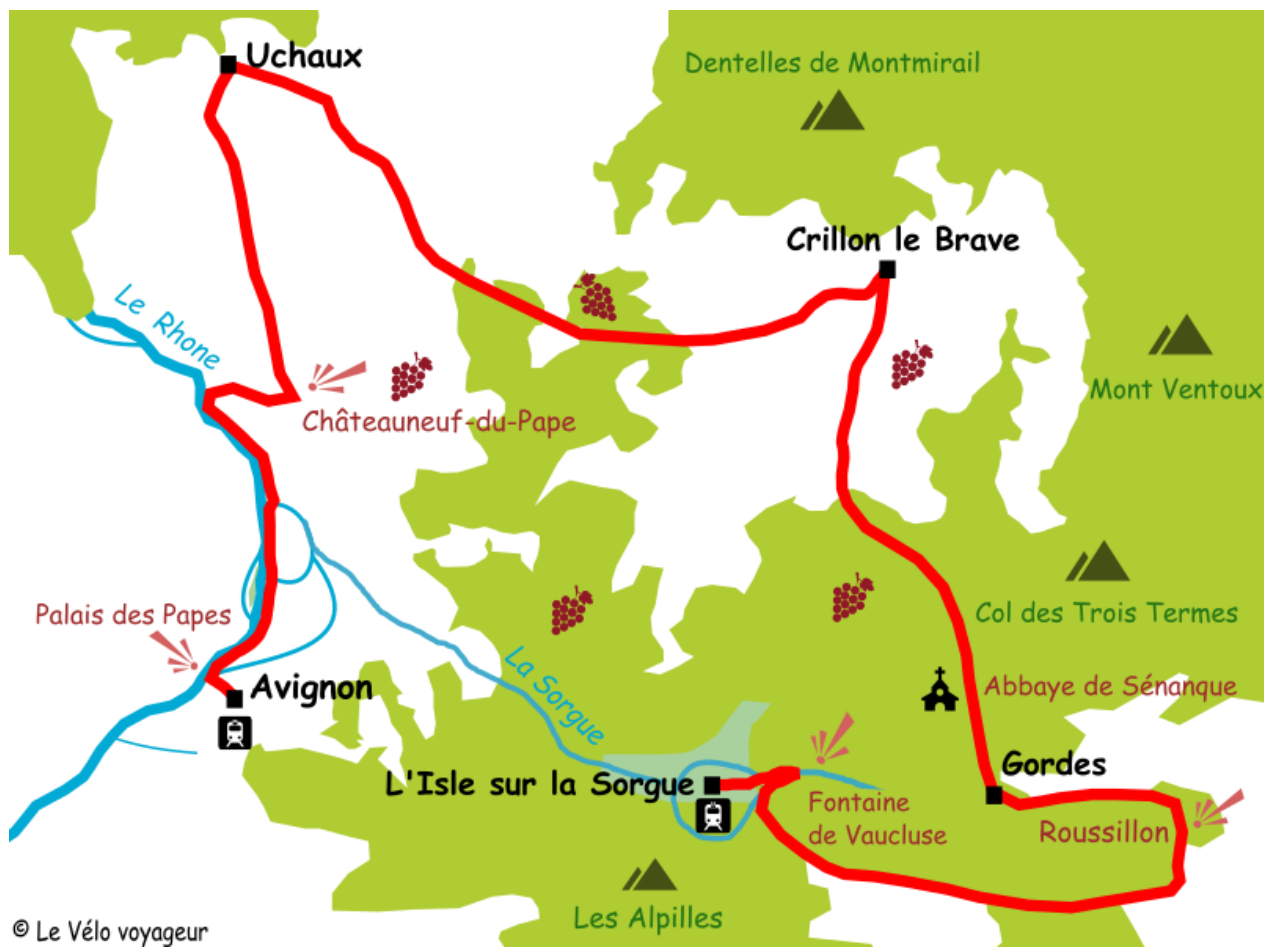 Uchaux
Dentelles de Montmirail
Crillon le Brave
Le Rhone
Mont Ventoux
Châteauneuf-du-Pape
Palais des Papes
Col des Trois Termes
La Sorgue
Avignon
Abbaye de Sénanque
Gordes
L'Isle sur la Sorgue
Fontaine
de Vaucluse
Roussillon
Les Alpilles
© Le Vélo voyageur